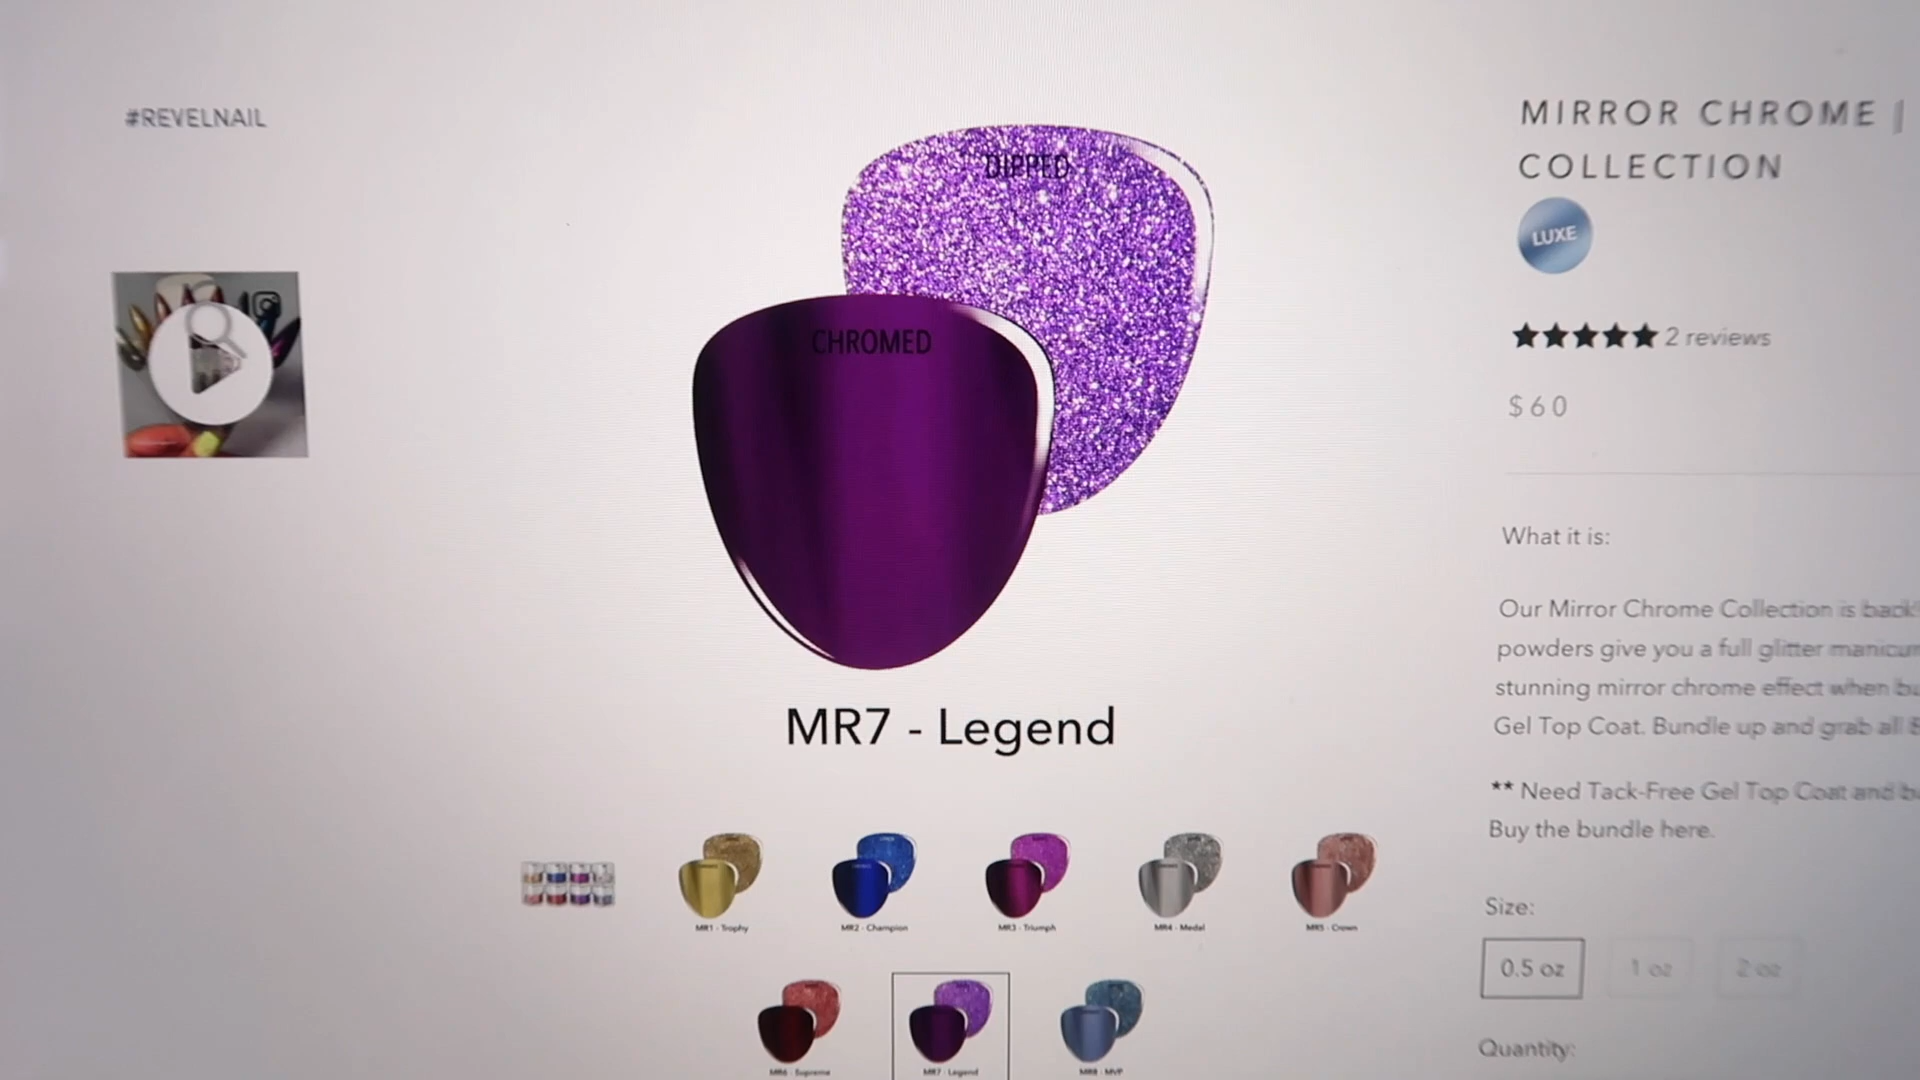 #REVELNAIL
DIPPED
CHROMED
MR7 - Legend
MR1 - Trophy
MR2 - Champion
MR3 - Triumph
MR4 - Medal
MR5 - Crown
MR6 - Supreme
MR7 - Legend
MR8 - MVP
MIRROR CHROME |
COLLECTION
LUXE
2 reviews
$60
What it is:
Our Mirror Chrome Collection is back!
powders give you a full glitter
stunning mirror chrome effect when
Gel Top Coat. Bundle up and grab all
** Need Tack-Free Gel Top Coat and
Buy the bundle here.
Size:
0.5 oz
1 oz
2 oz
Quantity: